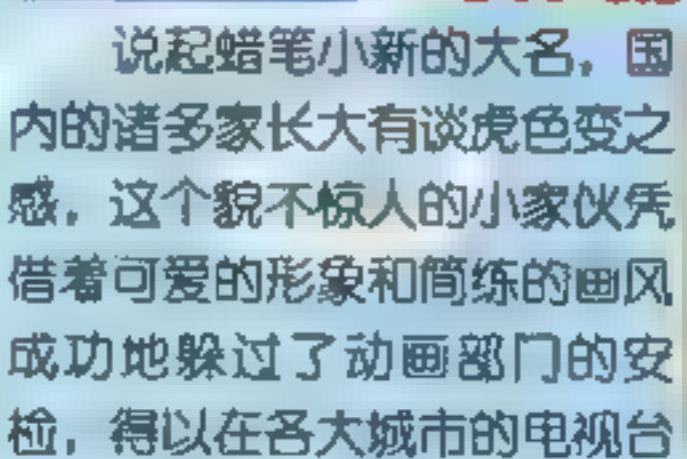 说起蜡笔小新的大名，国
内的诸多家长大有谈虎色变之
感，这个貌不惊人的小家伙凭
借着可爱的形象和简练的画风
成功地躲过了动画部门的安
检，得以在各大城市的电视台